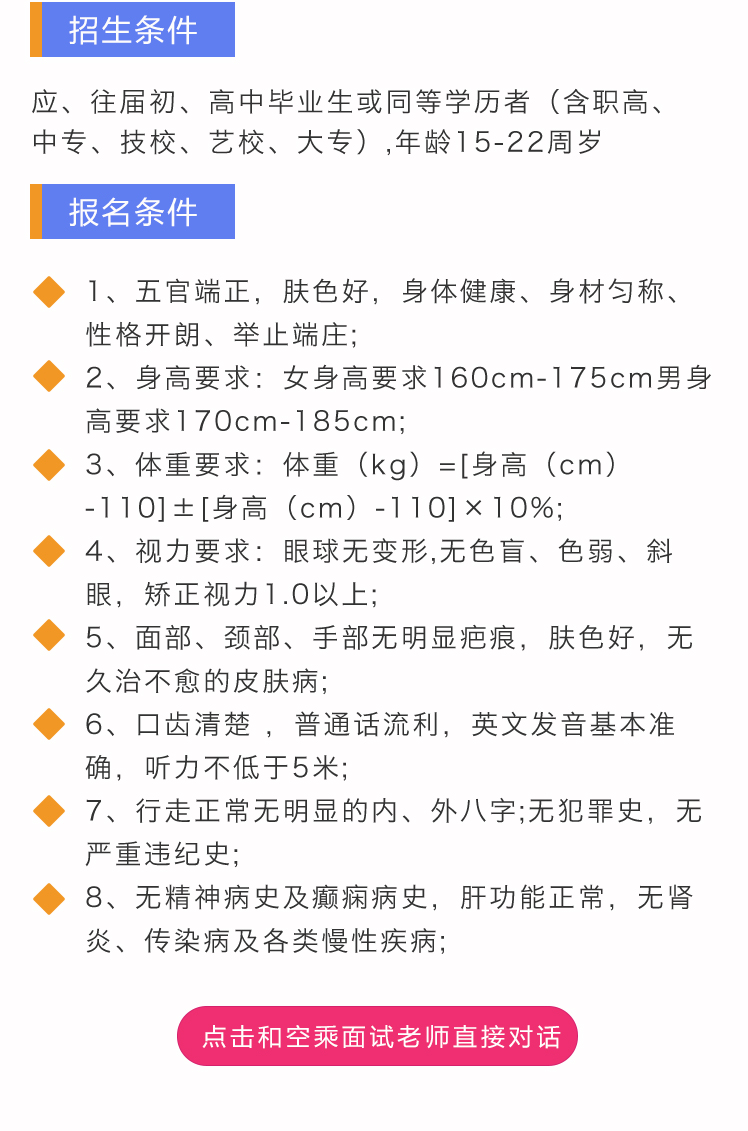 招生条件
应、往届初、高中毕业生或同等学历者（含职高、
中专、技校、艺校、大专）,年龄15-22周岁
报名条件
1、五官端正，肤色好，身体健康、身材匀称、
性格开朗、举止端庄;
2、身高要求：女身高要求160cm-175cm男身
高要求170cm-185cm;
3、体重要求：体重（kg）=[身高（cm）
-110]±[身高（cm）-110]×10%;
4、视力要求：眼球无变形,无色盲、色弱、斜
眼，矫正视力1.0以上;
5、面部、颈部、手部无明显疤痕，肤色好，无
久治不愈的皮肤病;
6、口齿清楚 ，普通话流利，英文发音基本准
确，听力不低于5米;
7、行走正常无明显的内、外八字;无犯罪史，无
严重违纪史;
8、无精神病史及癫痫病史，肝功能正常，无肾
炎、传染病及各类慢性疾病;
点击和空乘面试老师直接对话